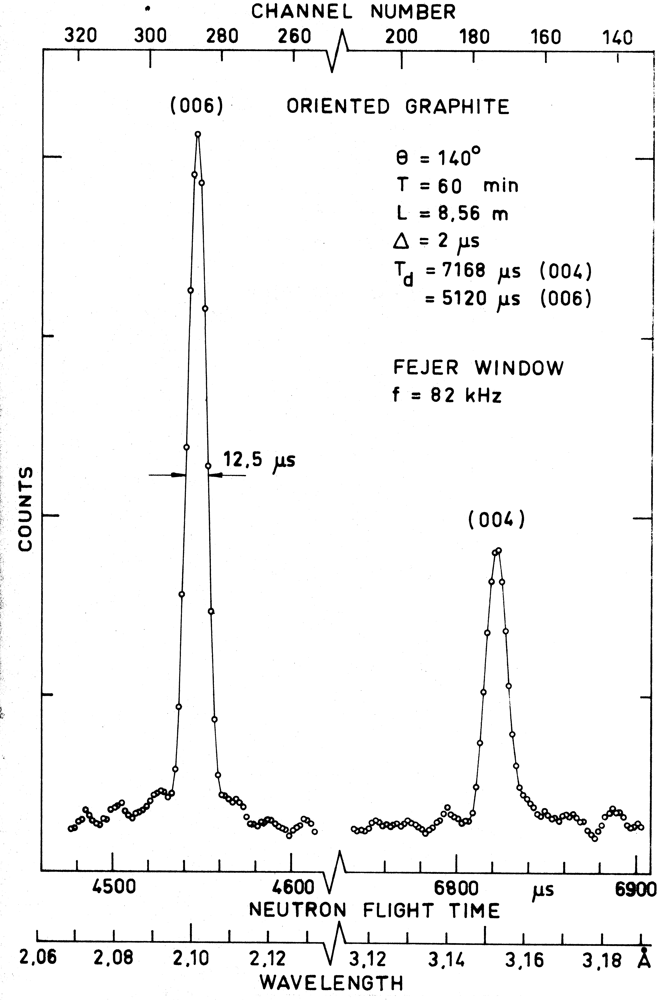 CHANNEL NUMBER
320 300 280 260 200 180 160 140
(006) ORIENTED GRAPHITE
θ = 140°
T = 60 min
L = 8,56 m
Δ = 2 μs
Td = 7168 μs (004)
= 5120 μs (006)
FEJER WINDOW
f = 82 kHz
12,5 μs
COUNTS
(004)
4500 4600 6800 μs 6900
NEUTRON FLIGHT TIME
2,06 2,08 2,10 2,12 3,12 3,14 3,16 3,18 Å
WAVELENGTH